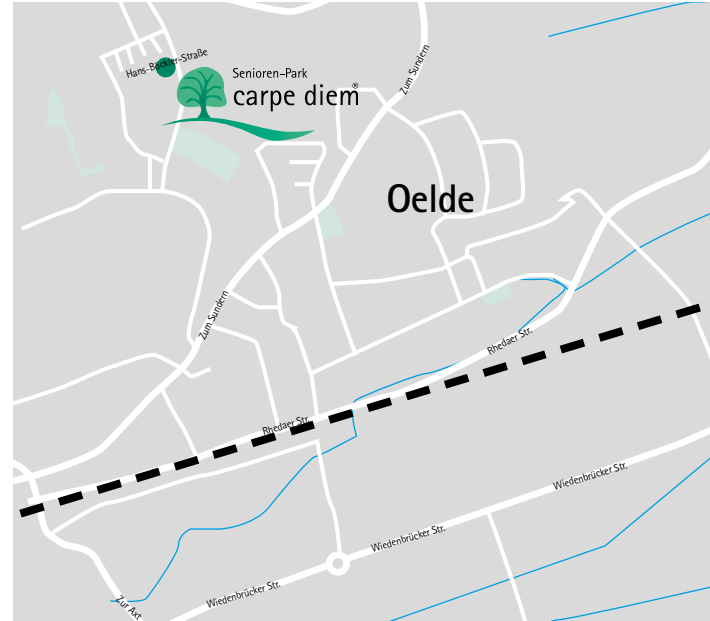 Zum Sundern
Hans-Böckler-Straße
Senioren-Park
carpe diem®
Oelde
Zum Sundern
Rhedaer Str.
Rhedaer Str.
Wiedenbrücker Str.
Wiedenbrücker Str.
Wiedenbrücker Str.
Zur Axt